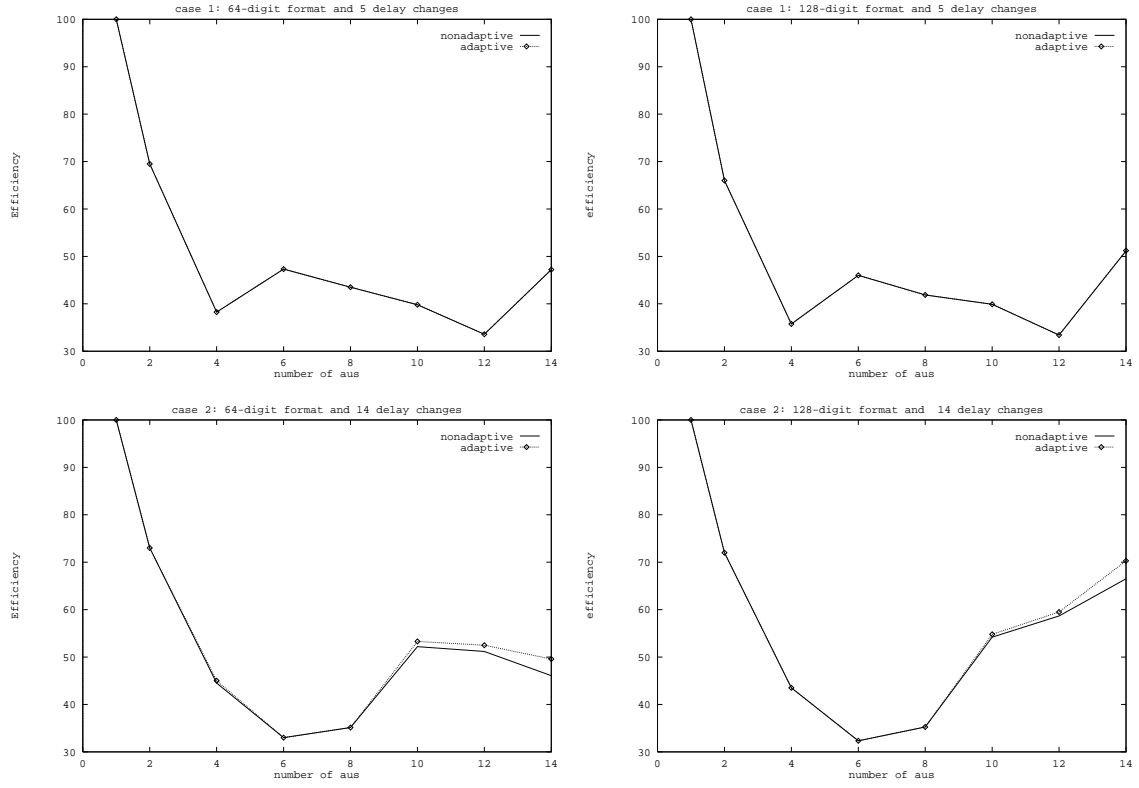 case 1: 64-digit format and 5 delay changes
100
90
80
70
60
50
40
30
Efficiency
nonadaptive
adaptive
0 2 4 6 8 10 12 14
number of aus
case 1: 128-digit format and 5 delay changes
100
90
80
70
60
50
40
30
efficiency
nonadaptive
adaptive
0 2 4 6 8 10 12 14
number of aus
case 2: 64-digit format and 14 delay changes
100
90
80
70
60
50
40
30
Efficiency
nonadaptive
adaptive
0 2 4 6 8 10 12 14
number of aus
case 2: 128-digit format and  14 delay changes
100
90
80
70
60
50
40
30
efficiency
nonadaptive
adaptive
0 2 4 6 8 10 12 14
number of aus